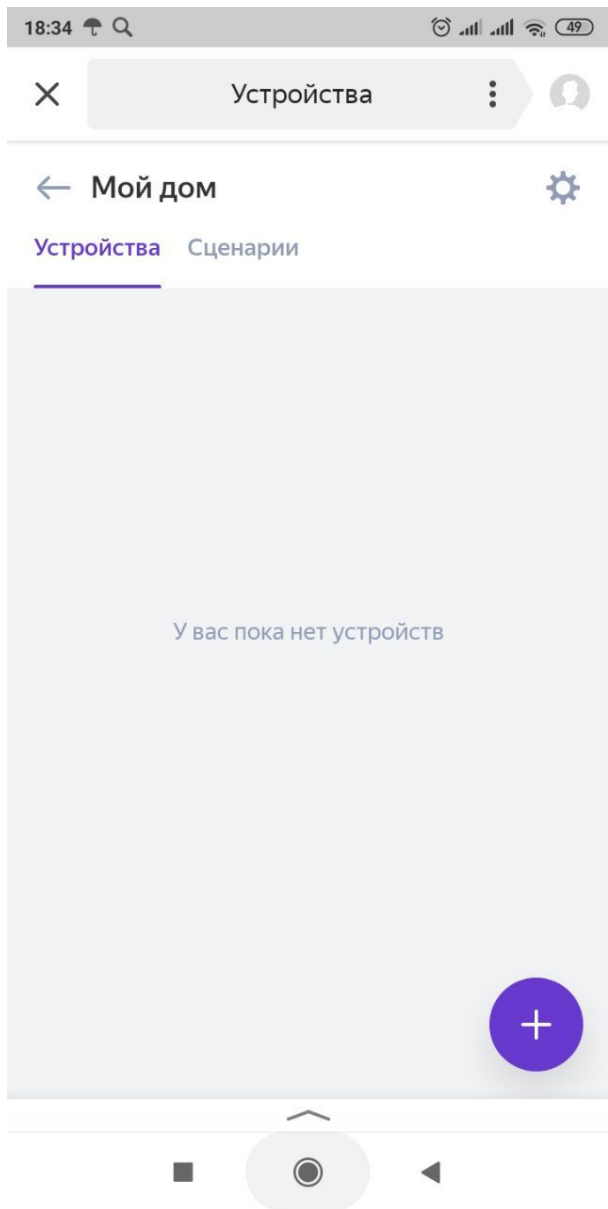 18:34 49
Устройства
Мой дом
Устройства Сценарии
У вас пока нет устройств